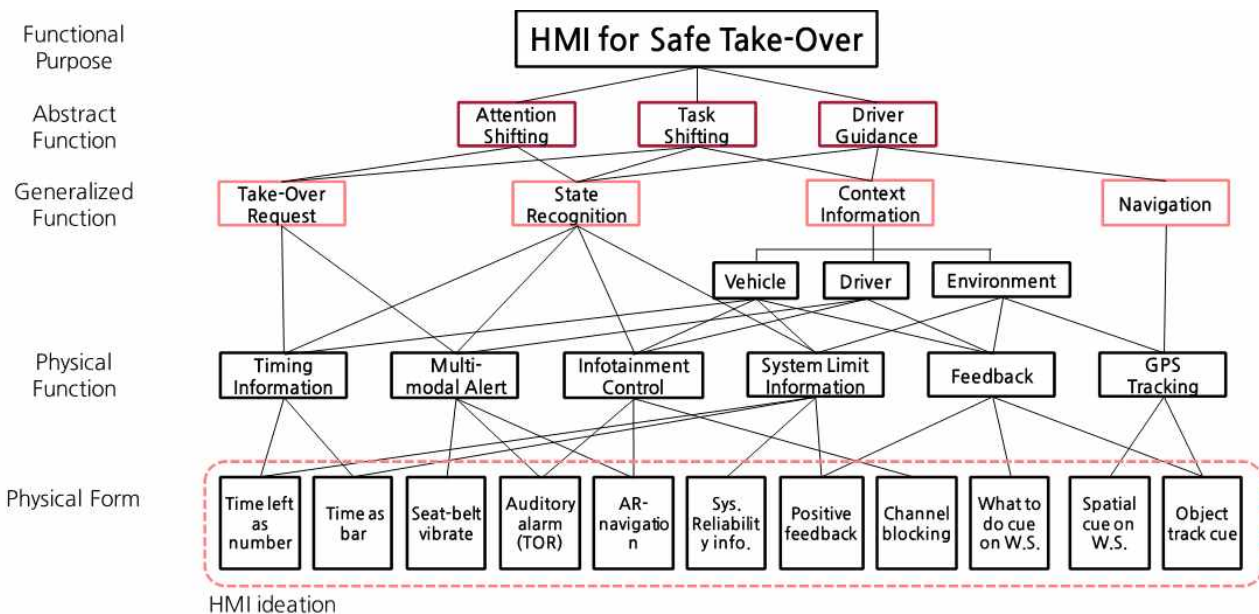 Functional
Purpose
HMI for Safe Take-Over
Abstract
Function
Attention
Shifting
Task
Shifting
Driver
Guidance
Generalized
Function
Take-Over
Request
State
Recognition
Context
Information
Navigation
Vehicle
Driver
Environment
Physical
Function
Timing
Information
Multi-
modal Alert
Infotainment
Control
System Limit
Information
Feedback
GPS
Tracking
Physical Form
Time left
as
number
Time as
bar
Seat-belt
vibrate
Auditory
alarm
(TOR)
AR-
navigatio
n
Sys.
Reliabilit
y info.
Positive
feedback
Channel
blocking
What to
do cue
on W.S.
Spatial
cue on
W.S.
Object
track cue
HMI ideation